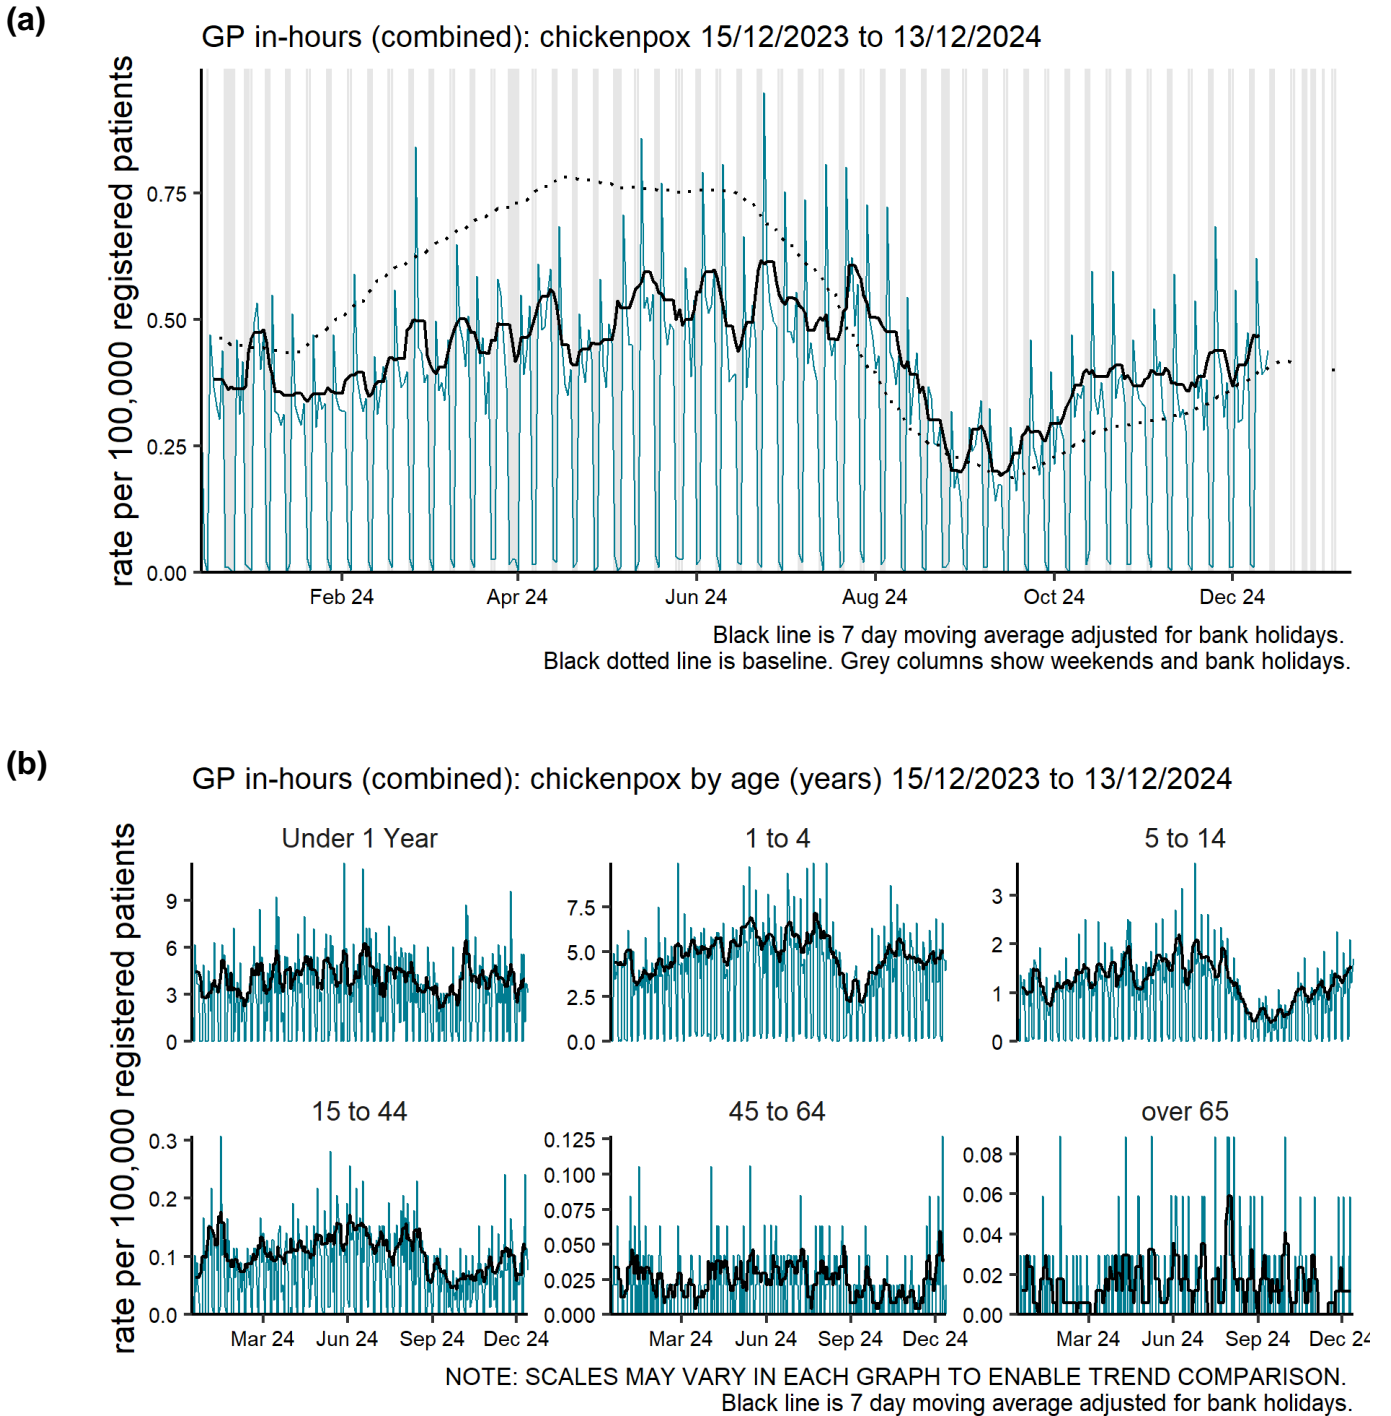 (a)
GP in-hours (combined): chickenpox 15/12/2023 to 13/12/2024
rate per 100,000 registered patients
0.75
0.50
0.25
0.00
Feb 24 Apr 24 Jun 24 Aug 24 Oct 24 Dec 24
Black line is 7 day moving average adjusted for bank holidays.
Black dotted line is baseline. Grey columns show weekends and bank holidays.
(b)
GP in-hours (combined): chickenpox by age (years) 15/12/2023 to 13/12/2024
rate per 100,000 registered patients
Under 1 Year
9
6
3
0
1 to 4
7.5
5.0
2.5
0.0
5 to 14
3
2
1
0
15 to 44
0.3
0.2
0.1
0.0
Mar 24 Jun 24 Sep 24 Dec 24
45 to 64
0.125
0.100
0.075
0.050
0.025
0.000
Mar 24 Jun 24 Sep 24 Dec 24
over 65
0.08
0.06
0.04
0.02
0.00
Mar 24 Jun 24 Sep 24 Dec 24
NOTE: SCALES MAY VARY IN EACH GRAPH TO ENABLE TREND COMPARISON.
Black line is 7 day moving average adjusted for bank holidays.